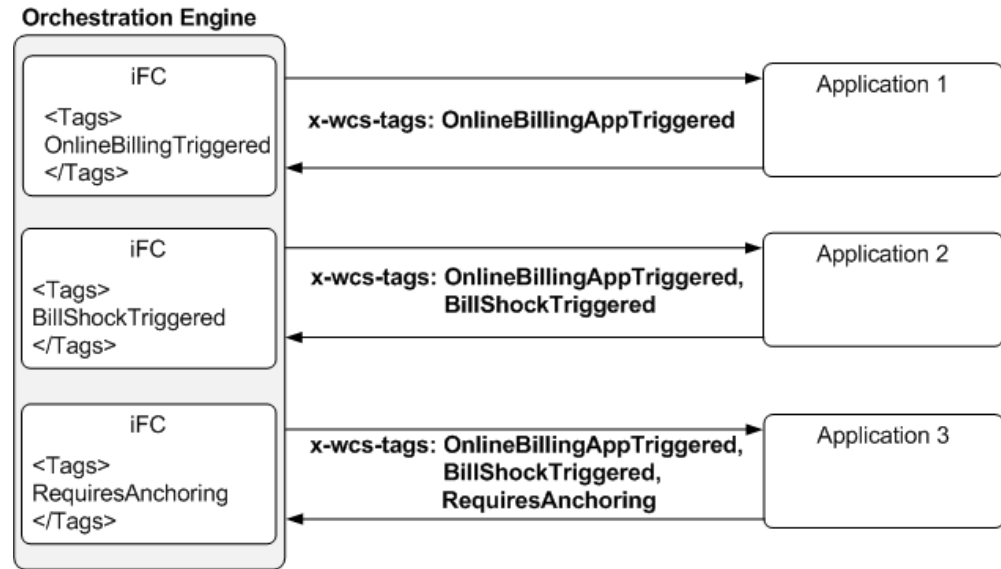 Orchestration Engine
iFC
<Tags>
OnlineBillingTriggered
</Tags>
x-wcs-tags: OnlineBillingAppTriggered
Application 1
iFC
<Tags>
BillShockTriggered
</Tags>
x-wcs-tags: OnlineBillingAppTriggered,
BillShockTriggered
Application 2
iFC
<Tags>
RequiresAnchoring
</Tags>
x-wcs-tags: OnlineBillingAppTriggered,
BillShockTriggered,
RequiresAnchoring
Application 3